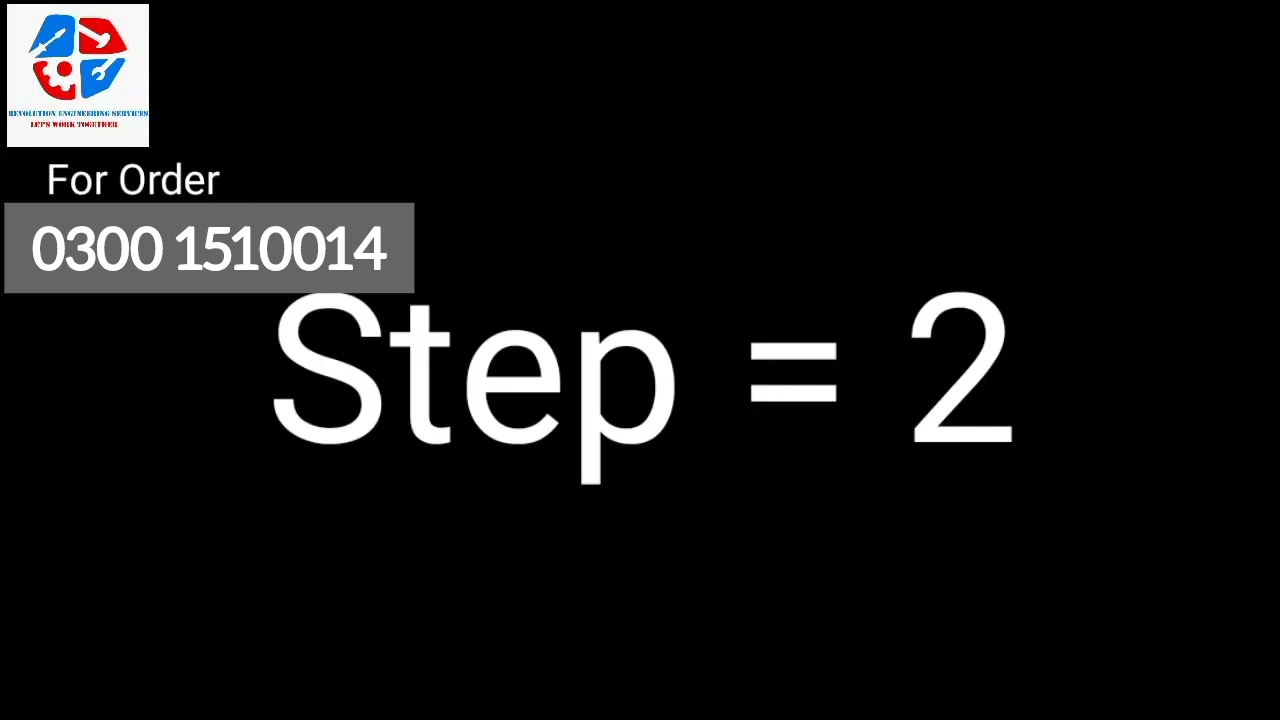 REVOLUTION ENGINEERING SERVICES
LET'S WORK TOGETHER
For Order
0300 1510014
Step = 2